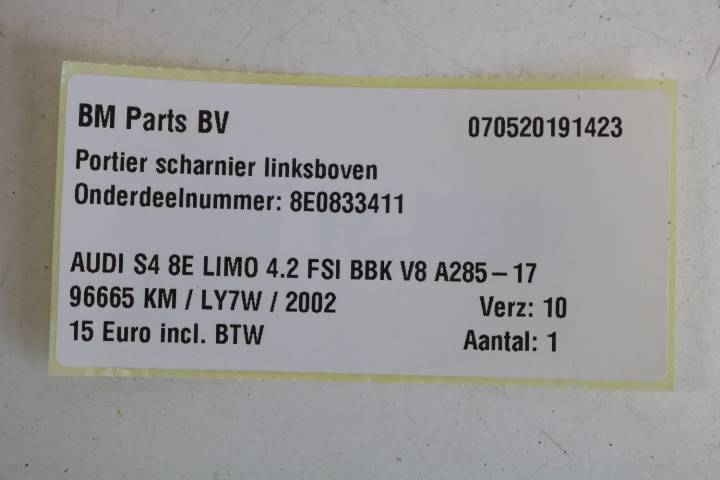 BM Parts BV 070520191423
Portier scharnier linksboven
Onderdeelnummer: 8E0833411
AUDI S4 8E LIMO 4.2 FSI BBK V8 A285-17
96665 KM / LY7W / 2002 Verz: 10
15 Euro incl. BTW Aantal: 1